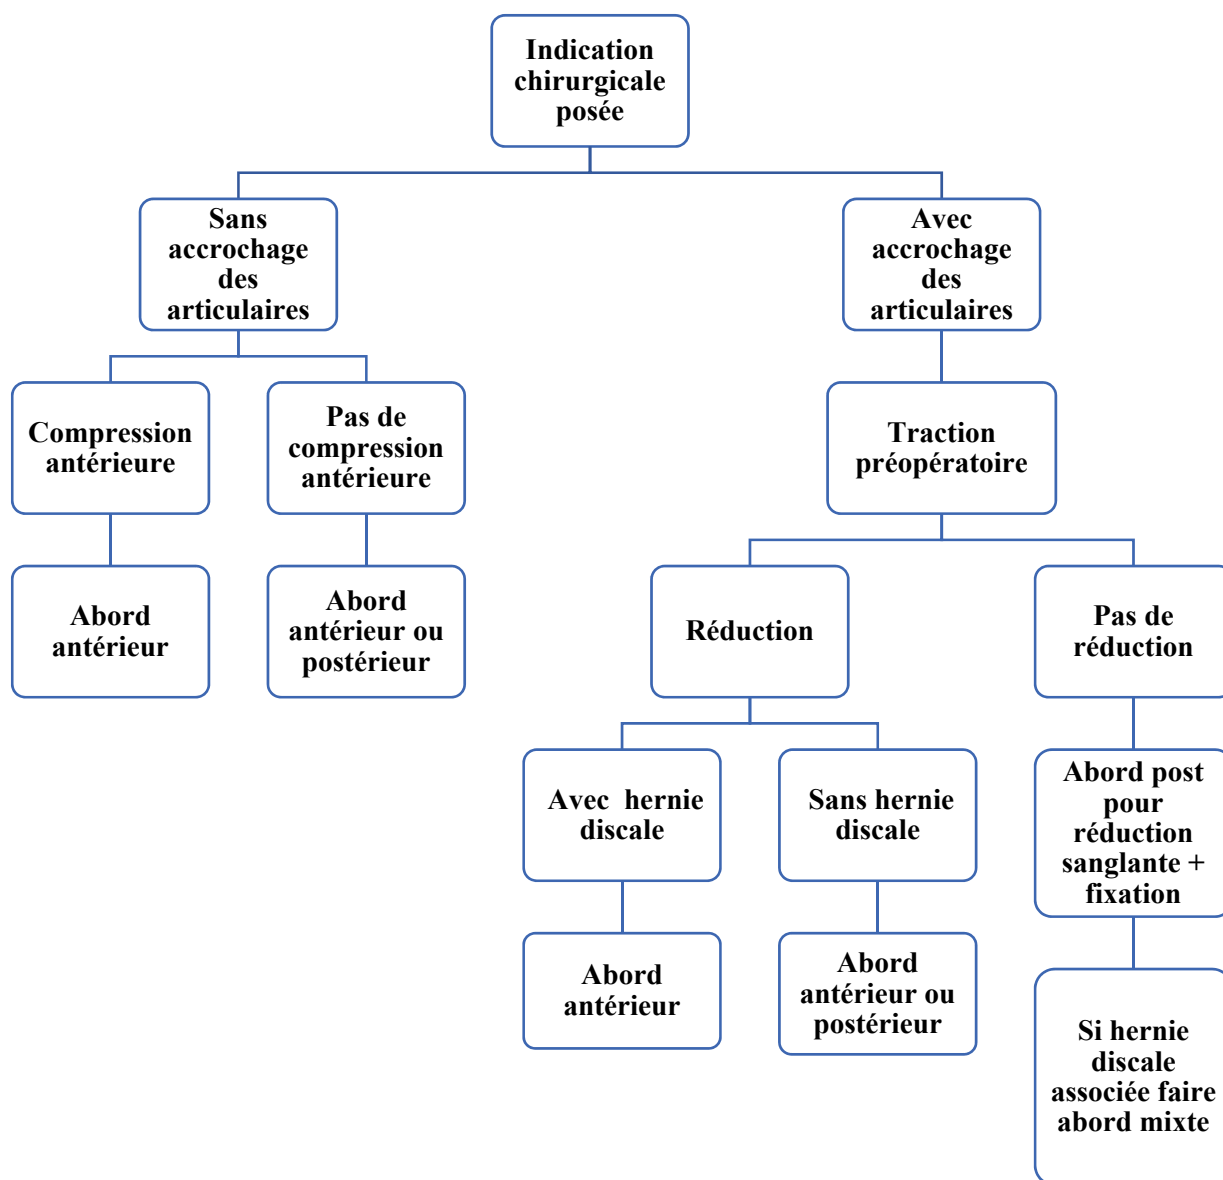 Indication
chirurgicale
posée
Sans
accrochage
des
articulaires
Avec
accrochage
des
articulaires
Compression
antérieure
Pas de
compression
antérieure
Traction
préopératoire
Abord
antérieur
Abord
antérieur ou
postérieur
Réduction
Pas de
réduction
Avec hernie
discale
Sans hernie
discale
Abord post
pour
réduction
sanglante +
fixation
Abord
antérieur
Abord
antérieur ou
postérieur
Si hernie
discale
associée faire
abord mixte